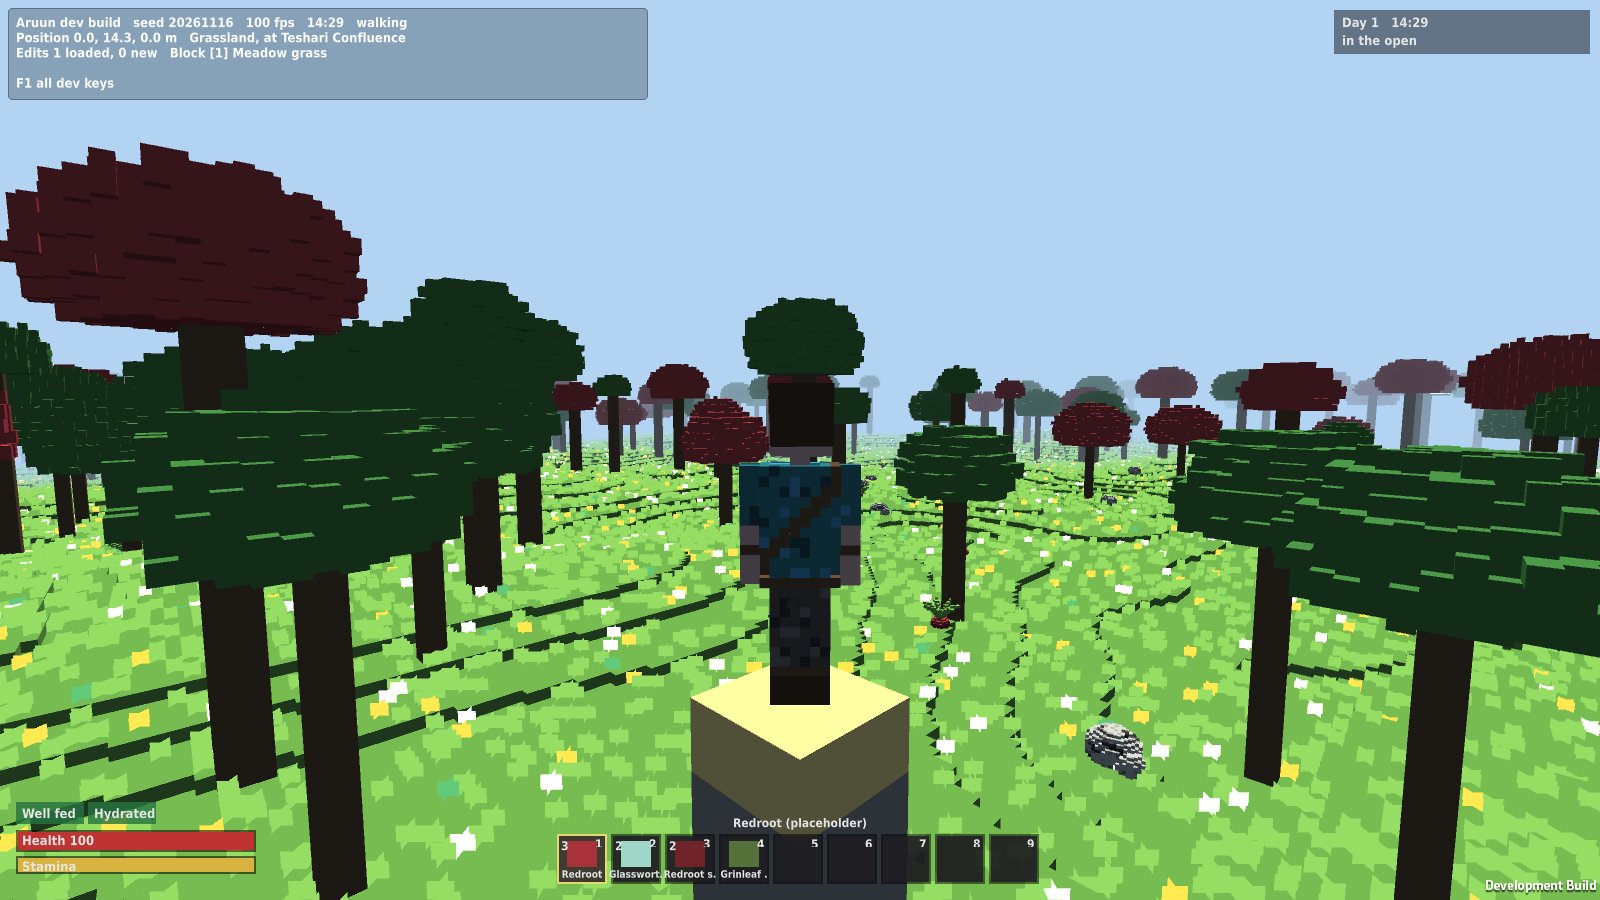 Aruun dev build   seed 20261116   100 fps   14:29   walking
Position 0.0, 14.3, 0.0 m   Grassland, at Teshari Confluence
Edits 1 loaded, 0 new   Block [1] Meadow grass
F1 all dev keys
Day 1   14:29
in the open
Well fed   Hydrated
Health 100
Stamina
Redroot (placeholder)
3 1 2 2 2 3 4 5 6 7 8 9
Redroot Glasswort. Redroot s. Grinleaf .
Development Build